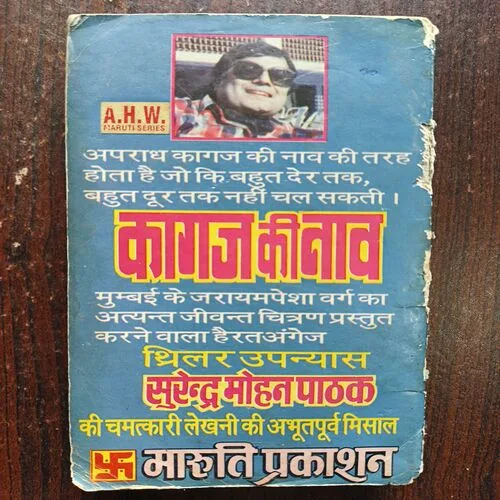 A.H.W.
MARUTI SERIES
अपराध कागज की नाव की तरह
होता है जो कि बहुत देर तक,
बहुत दूर तक नहीं चल सकती ।
कागज की नाव
मुम्बई के जरायमपेशा वर्ग का
अत्यन्त जीवन्त चित्रण प्रस्तुत
करने वाला हैरतअंगेज
थ्रिलर उपन्यास
सुरेन्द्र मोहन पाठक
की चमत्कारी लेखनी की अभूतपूर्व मिसाल
मारुति प्रकाशन